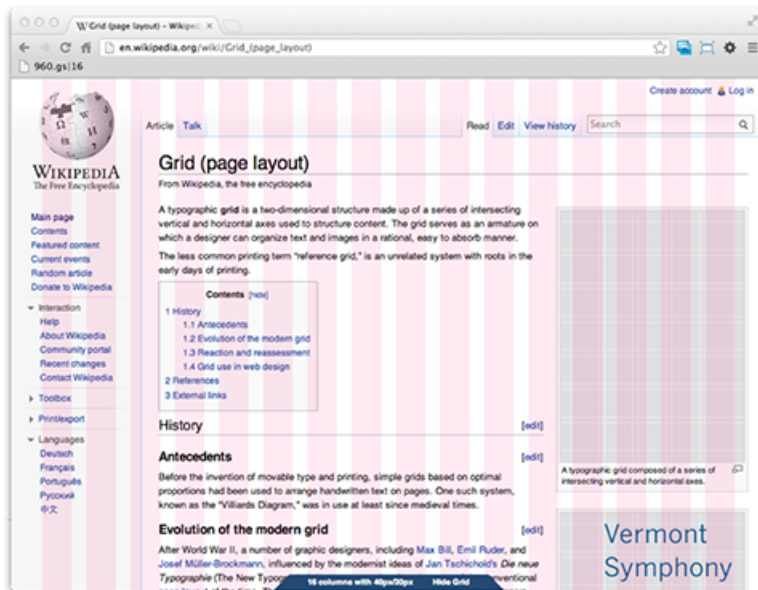 Grid (page layout) – Wikiped
en.wikipedia.org/wiki/Grid_(page_layout)
960.gs|16
Create account Log in
Article Talk Read Edit View history Search
WIKIPEDIA
The Free Encyclopedia
Main page
Contents
Featured content
Current events
Random article
Donate to Wikipedia
Interaction
Help
About Wikipedia
Community portal
Recent changes
Contact Wikipedia
Toolbox
Print/export
Languages
Deutsch
Français
Português
Русский
中文
Grid (page layout)
From Wikipedia, the free encyclopedia
A typographic grid is a two-dimensional structure made up of a series of intersecting
vertical and horizontal axes used to structure content. The grid serves as an armature on
which a designer can organize text and images in a rational, easy to absorb manner.
The less common printing term "reference grid," is an unrelated system with roots in the
early days of printing.
Contents [hide]
1 History
1.1 Antecedents
1.2 Evolution of the modern grid
1.3 Reaction and reassessment
1.4 Grid use in web design
2 References
3 External links
History [edit]
Antecedents [edit]
Before the invention of movable type and printing, simple grids based on optimal
proportions had been used to arrange handwritten text on pages. One such system,
known as the "Villiards Diagram," was in use at least since medieval times.
Evolution of the modern grid [edit]
After World War II, a number of graphic designers, including Max Bill, Emil Ruder, and
Josef Müller-Brockmann, influenced by the modernist ideas of Jan Tschichold's Die neue
Typographie (The New Typog
A typographic grid composed of a series of
intersecting vertical and horizontal axes.
Vermont
Symphony
16 columns with 40px/20px Hide Grid